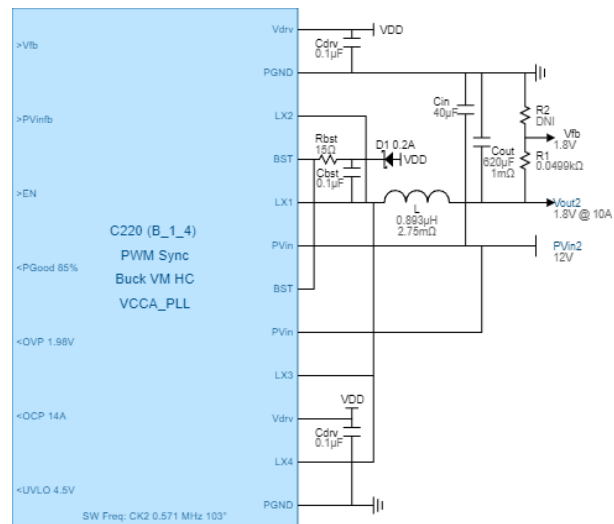 Vdrv
VDD
Cdrv
0.1μF
>Vfb
PGND
>PVinfb
LX2
Cin
40μF
R2
DNI
Vfb
1.8V
Cout
620μF
1mΩ
R1
0.0499kΩ
Rbst
15Ω
D1 0.2A
VDD
BST
Cbst
0.1μF
>EN
LX1
L
0.893μH
2.75mΩ
Vout2
1.8V @ 10A
C220 (B_1_4)
PWM Sync
Buck VM HC
VCCA_PLL
PVin
PVin2
12V
<PGood 85%
BST
PVin
<OVP 1.98V
LX3
VDD
<OCP 14A
Vdrv
Cdrv
0.1μF
LX4
<UVLO 4.5V
PGND
SW Freq: CK2 0.571 MHz 103°